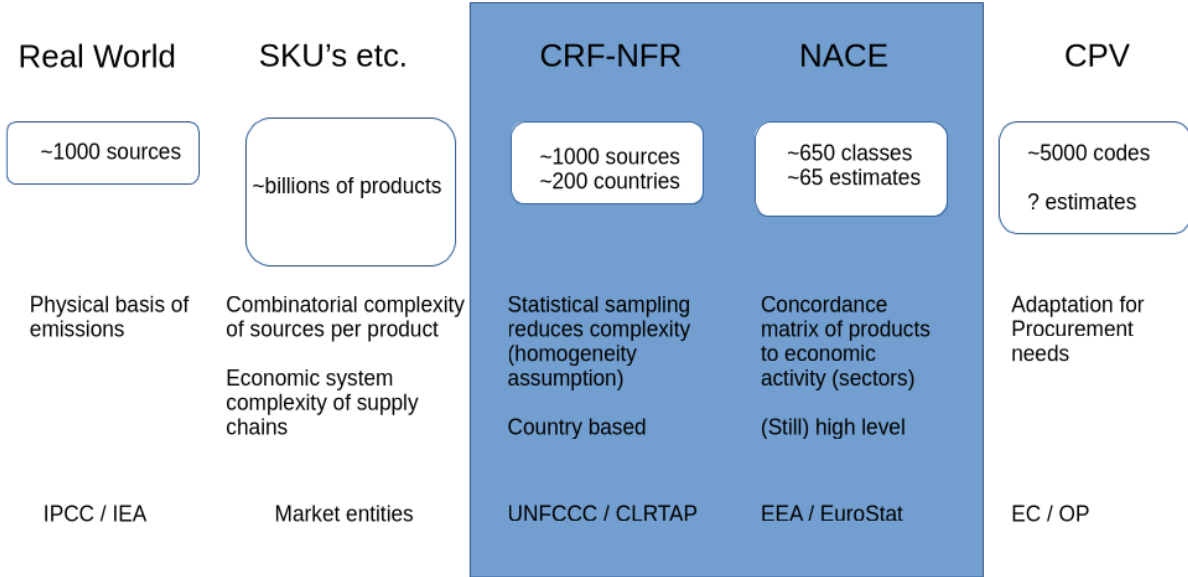 Real World
~1000 sources
Physical basis of
emissions
IPCC / IEA
SKU’s etc.
~billions of products
Combinatorial complexity
of sources per product
Economic system
complexity of supply
chains
Market entities
CRF-NFR
~1000 sources
~200 countries
Statistical sampling
reduces complexity
(homogeneity
assumption)
Country based
UNFCCC / CLRTAP
NACE
~650 classes
~65 estimates
Concordance
matrix of products
to economic
activity (sectors)
(Still) high level
EEA / EuroStat
CPV
~5000 codes
? estimates
Adaptation for
Procurement
needs
EC / OP